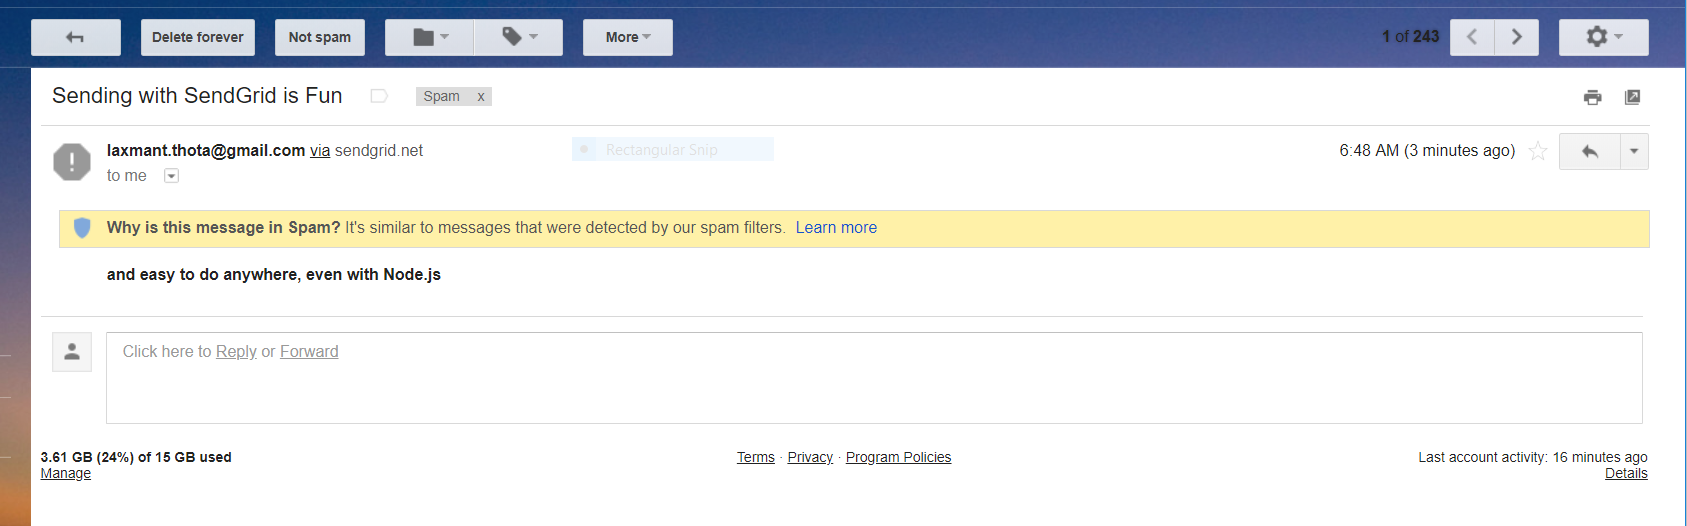 Delete forever Not spam More 1 of 243
Sending with SendGrid is Fun Spam x
laxmant.thota@gmail.com via sendgrid.net Rectangular Snip 6:48 AM (3 minutes ago)
to me
Why is this message in Spam? It's similar to messages that were detected by our spam filters. Learn more
and easy to do anywhere, even with Node.js
Click here to Reply or Forward
3.61 GB (24%) of 15 GB used Terms · Privacy · Program Policies Last account activity: 16 minutes ago
Manage Details